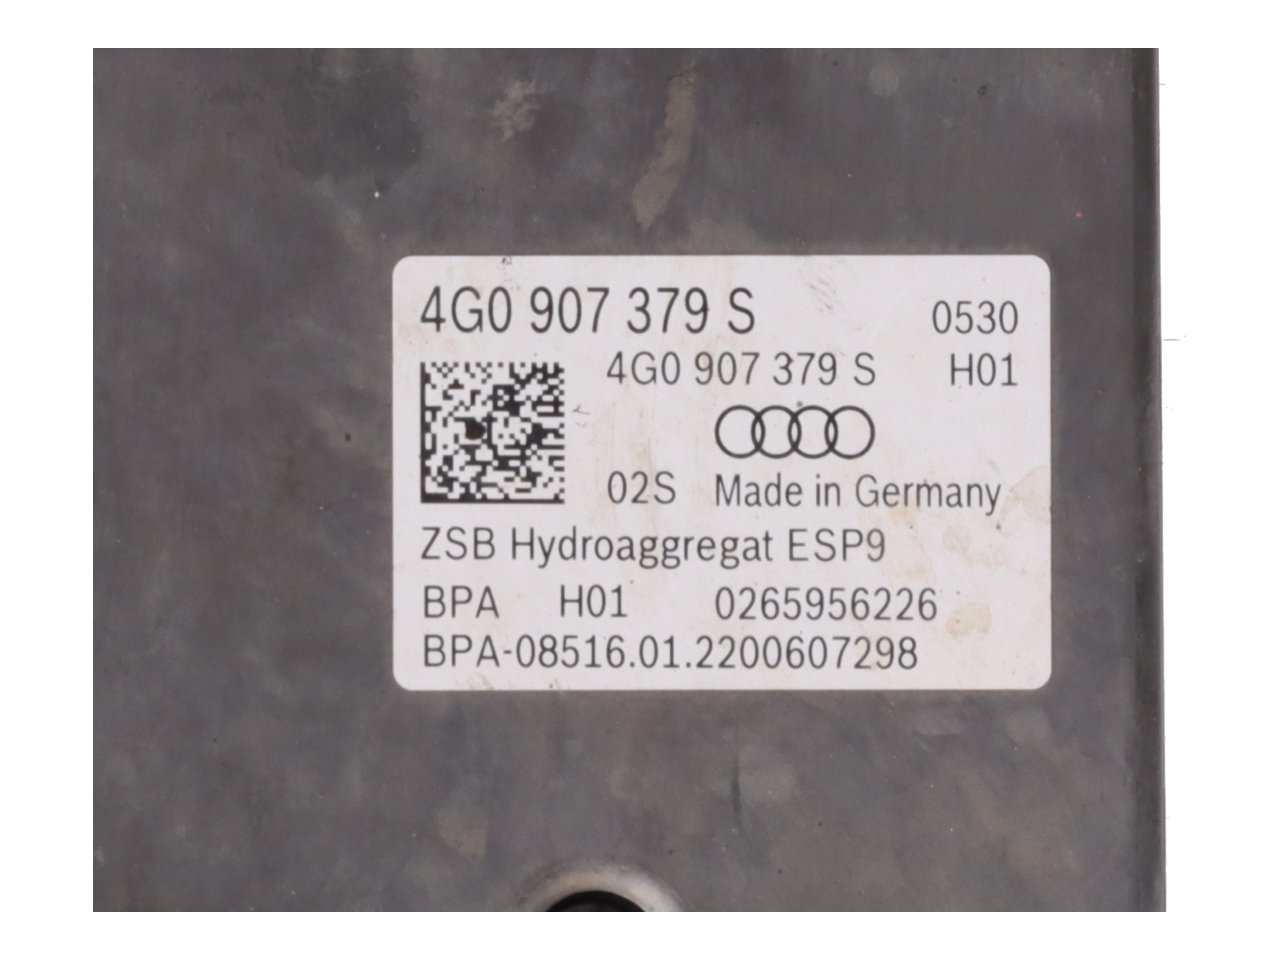 4G0 907 379 S 0530
4G0 907 379 S H01
02S Made in Germany
ZSB Hydroaggregat ESP9
BPA H01 0265956226
BPA-08516.01.2200607298